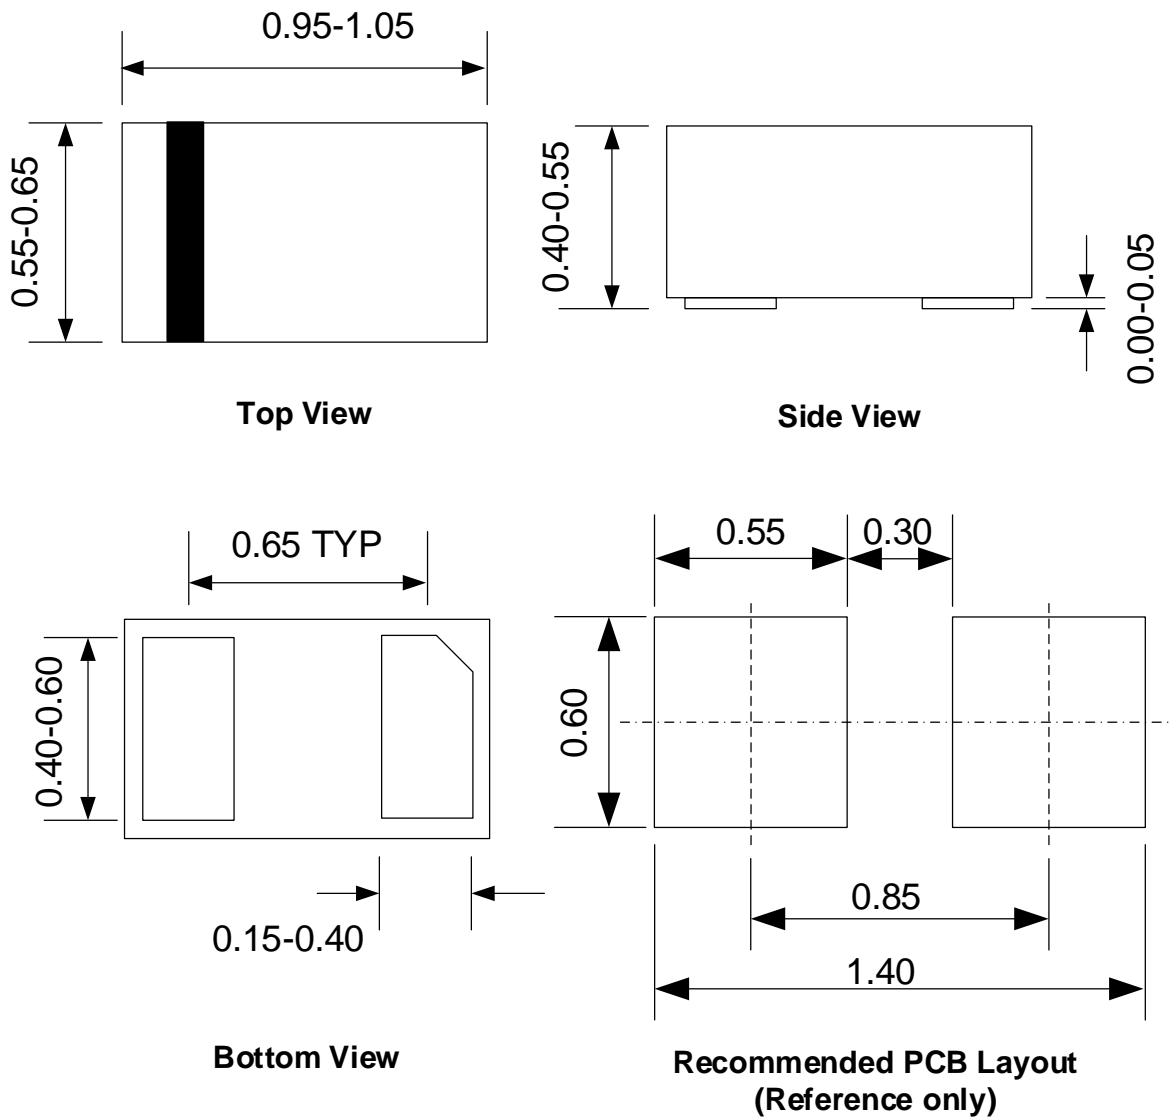 0.95-1.05
0.55-0.65
Top View
0.40-0.55
0.00-0.05
Side View
0.65 TYP
0.40-0.60
0.15-0.40
Bottom View
0.55
0.30
0.60
0.85
1.40
Recommended PCB Layout
(Reference only)